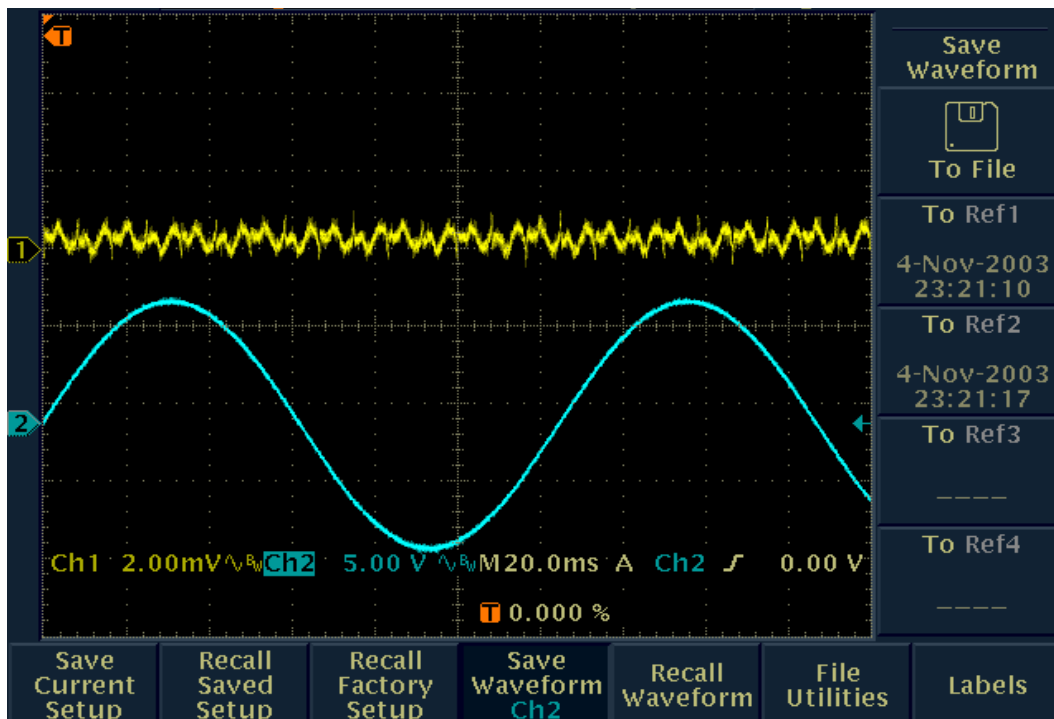 T
Save
Waveform
To File
To Ref1
4-Nov-2003
23:21:10
To Ref2
4-Nov-2003
23:21:17
To Ref3
----
To Ref4
----
1
2
Ch1 2.00mV∿BW Ch2 5.00 V ∿BW M20.0ms A Ch2 ƒ 0.00 V
T 0.000 %
Save
Current
Setup
Recall
Saved
Setup
Recall
Factory
Setup
Save
Waveform
Ch2
Recall
Waveform
File
Utilities
Labels